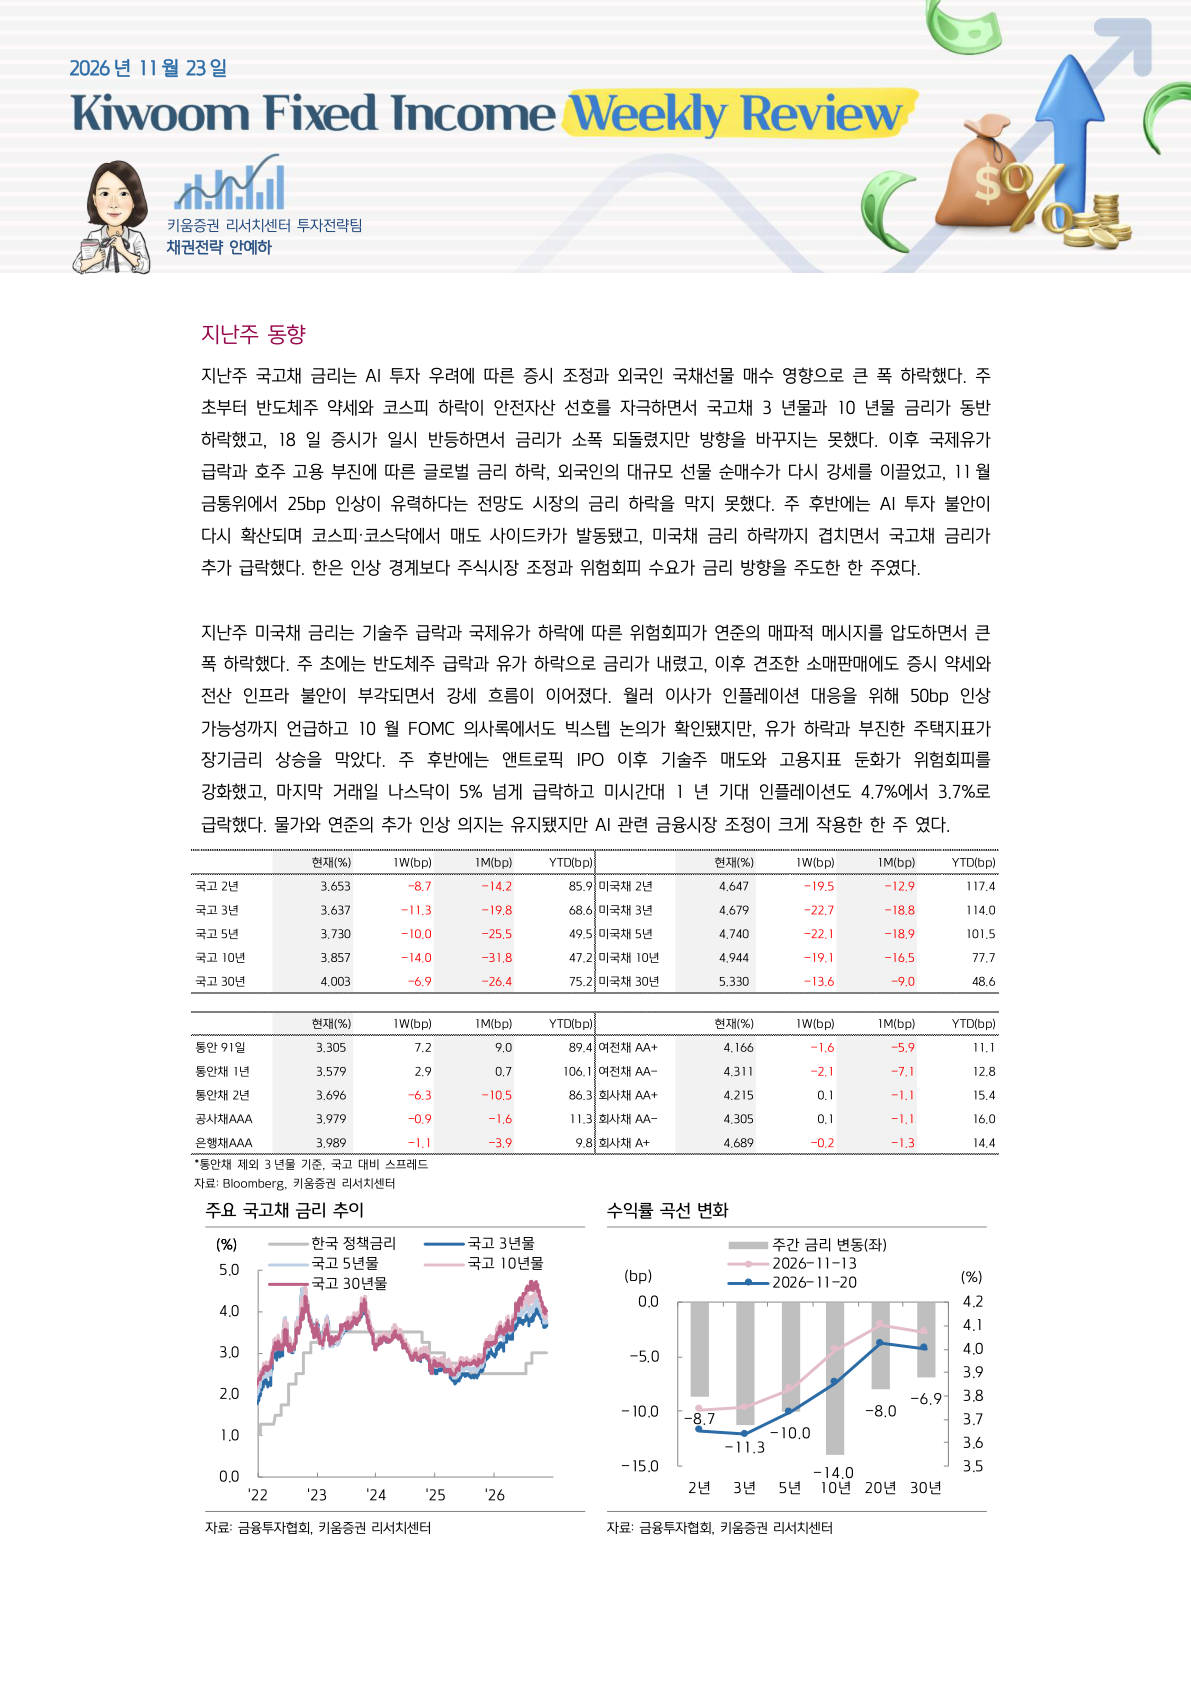 2026년 11월 23일
Kiwoom Fixed Income Weekly Review
키움증권 리서치센터 투자전략팀
채권전략 안예하
지난주 동향
지난주 국고채 금리는 AI 투자 우려에 따른 증시 조정과 외국인 국채선물 매수 영향으로 큰 폭 하락했다. 주
초부터 반도체주 약세와 코스피 하락이 안전자산 선호를 자극하면서 국고채 3 년물과 10 년물 금리가 동반
하락했고, 18 일 증시가 일시 반등하면서 금리가 소폭 되돌렸지만 방향을 바꾸지는 못했다. 이후 국제유가
급락과 호주 고용 부진에 따른 글로벌 금리 하락, 외국인의 대규모 선물 순매수가 다시 강세를 이끌었고, 11 월
금통위에서 25bp 인상이 유력하다는 전망도 시장의 금리 하락을 막지 못했다. 주 후반에는 AI 투자 불안이
다시 확산되며 코스피·코스닥에서 매도 사이드카가 발동됐고, 미국채 금리 하락까지 겹치면서 국고채 금리가
추가 급락했다. 한은 인상 경계보다 주식시장 조정과 위험회피 수요가 금리 방향을 주도한 한 주였다.
지난주 미국채 금리는 기술주 급락과 국제유가 하락에 따른 위험회피가 연준의 매파적 메시지를 압도하면서 큰
폭 하락했다. 주 초에는 반도체주 급락과 유가 하락으로 금리가 내렸고, 이후 견조한 소매판매에도 증시 약세와
전산 인프라 불안이 부각되면서 강세 흐름이 이어졌다. 월러 이사가 인플레이션 대응을 위해 50bp 인상
가능성까지 언급하고 10 월 FOMC 의사록에서도 빅스텝 논의가 확인됐지만, 유가 하락과 부진한 주택지표가
장기금리 상승을 막았다. 주 후반에는 앤트로픽 IPO 이후 기술주 매도와 고용지표 둔화가 위험회피를
강화했고, 마지막 거래일 나스닥이 5% 넘게 급락하고 미시간대 1 년 기대 인플레이션도 4.7%에서 3.7%로
급락했다. 물가와 연준의 추가 인상 의지는 유지됐지만 AI 관련 금융시장 조정이 크게 작용한 한 주 였다.
현재(%) 1W(bp) 1M(bp) YTD(bp) 현재(%) 1W(bp) 1M(bp) YTD(bp)
국고 2년 3.653 -8.7 -14.2 85.9 미국채 2년 4.647 -19.5 -12.9 117.4
국고 3년 3.637 -11.3 -19.8 68.6 미국채 3년 4.679 -22.7 -18.8 114.0
국고 5년 3.730 -10.0 -25.5 49.5 미국채 5년 4.740 -22.1 -18.9 101.5
국고 10년 3.857 -14.0 -31.8 47.2 미국채 10년 4.944 -19.1 -16.5 77.7
국고 30년 4.003 -6.9 -26.4 75.2 미국채 30년 5.330 -13.6 -9.0 48.6
현재(%) 1W(bp) 1M(bp) YTD(bp) 현재(%) 1W(bp) 1M(bp) YTD(bp)
통안 91일 3.305 7.2 9.0 89.4 여전채 AA+ 4.166 -1.6 -5.9 11.1
통안채 1년 3.579 2.9 0.7 106.1 여전채 AA- 4.311 -2.1 -7.1 12.8
통안채 2년 3.696 -6.3 -10.5 86.3 회사채 AA+ 4.215 0.1 -1.1 15.4
공사채AAA 3.979 -0.9 -1.6 11.3 회사채 AA- 4.305 0.1 -1.1 16.0
은행채AAA 3.989 -1.1 -3.9 9.8 회사채 A+ 4.689 -0.2 -1.3 14.4
*통안채 제외 3년물 기준, 국고 대비 스프레드
자료: Bloomberg, 키움증권 리서치센터
주요 국고채 금리 추이
(%)
한국 정책금리 국고 3년물
국고 5년물 국고 10년물
국고 30년물
5.0
4.0
3.0
2.0
1.0
0.0
'22 '23 '24 '25 '26
자료: 금융투자협회, 키움증권 리서치센터
수익률 곡선 변화
주간 금리 변동(좌)
2026-11-13
2026-11-20
(bp) (%)
0.0 4.2
4.1
-5.0 4.0
3.9
3.8
-10.0 3.7
3.6
-15.0 3.5
-8.7 -11.3 -10.0 -14.0 -8.0 -6.9
2년 3년 5년 10년 20년 30년
자료: 금융투자협회, 키움증권 리서치센터